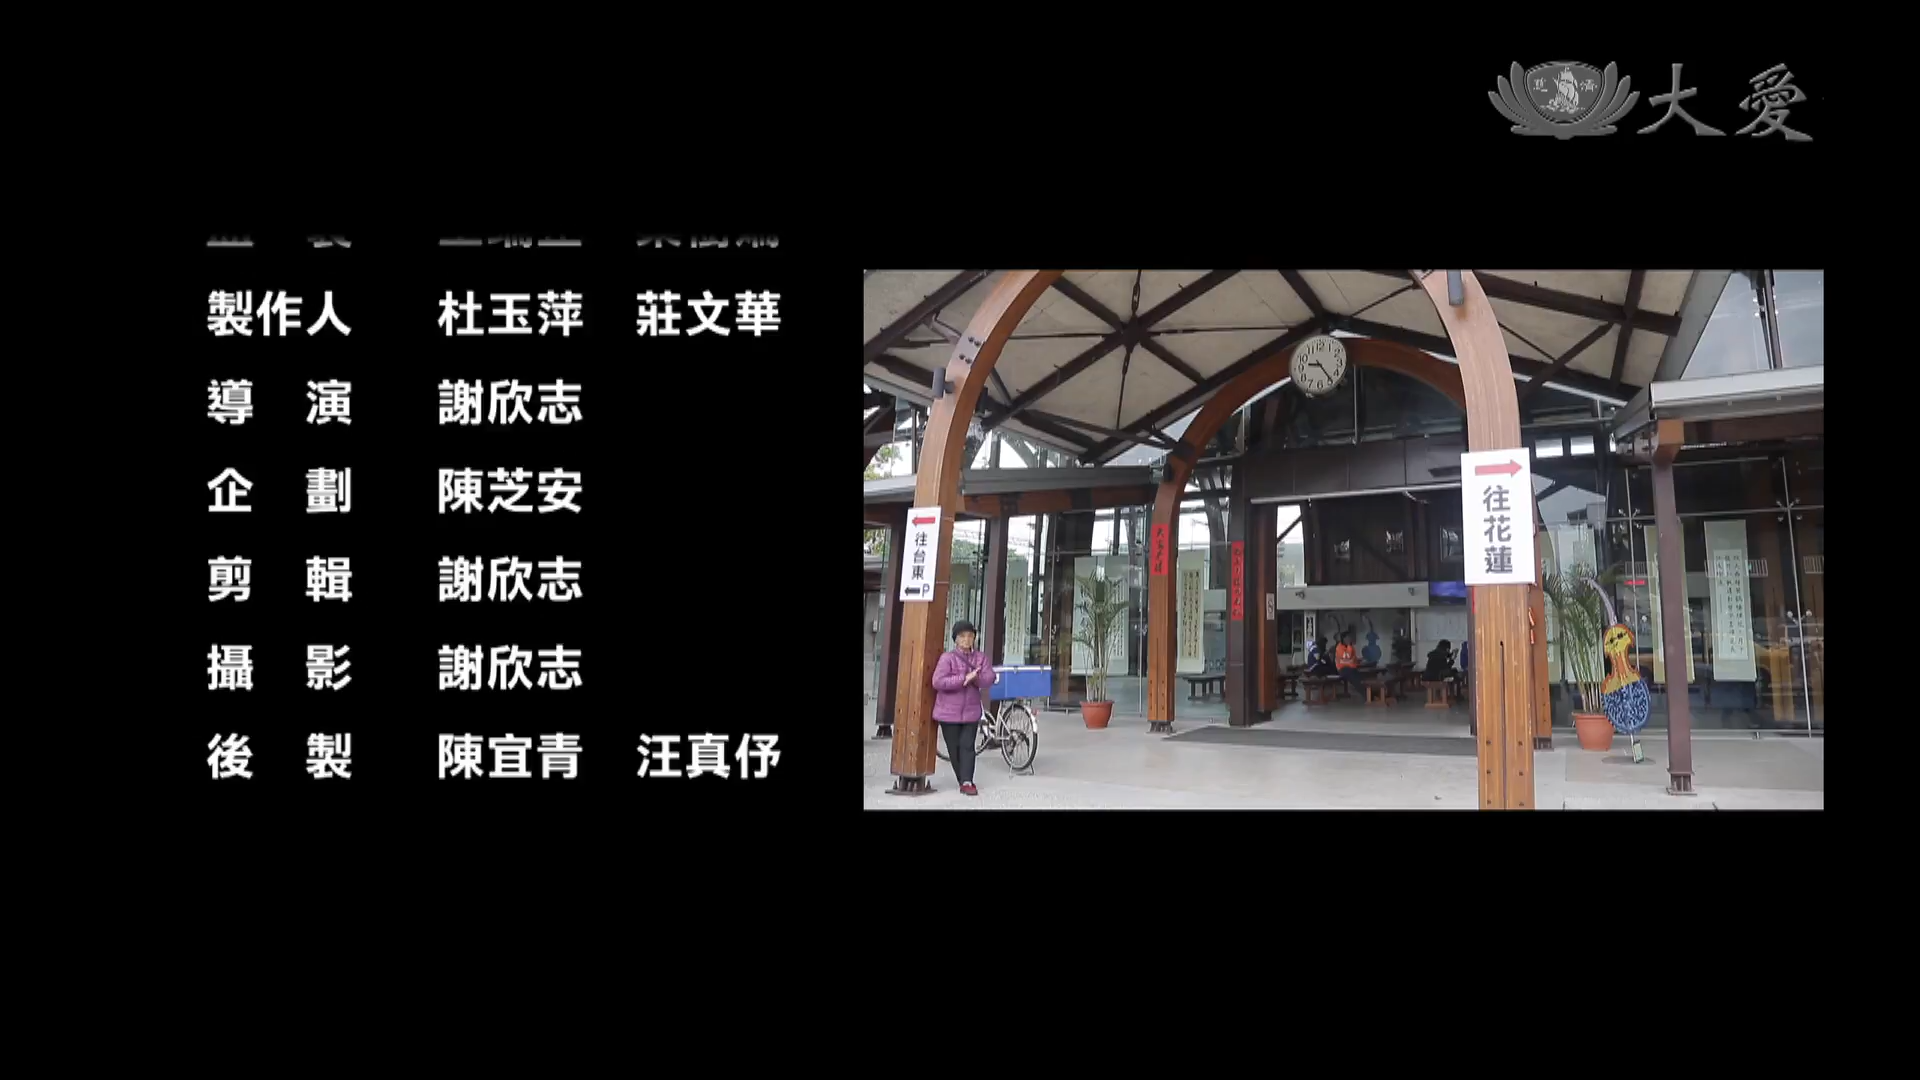 大愛
製作人 杜玉萍 莊文華
導演 謝欣志
企劃 陳芝安
剪輯 謝欣志
攝影 謝欣志
後製 陳宜青 汪真伃
往台東
P
往花蓮